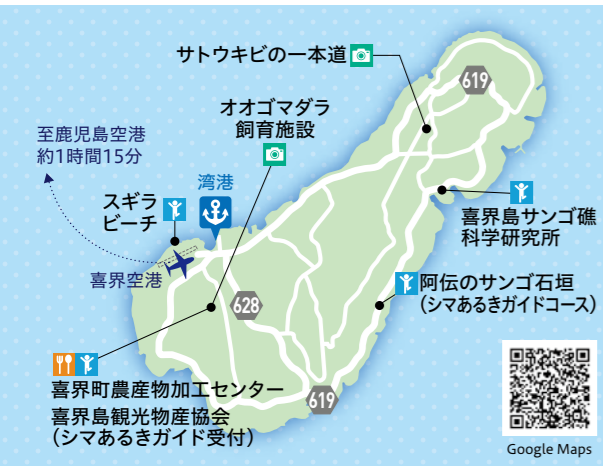 サトウキビの一本道
619
オオゴマダラ
飼育施設
至鹿児島空港
約1時間15分
湾港
スギラ
ビーチ
喜界島サンゴ礁
科学研究所
喜界空港
阿伝のサンゴ石垣
（シマあるきガイドコース）
628
喜界町農産物加工センター
喜界島観光物産協会
（シマあるきガイド受付）
619
Google Maps